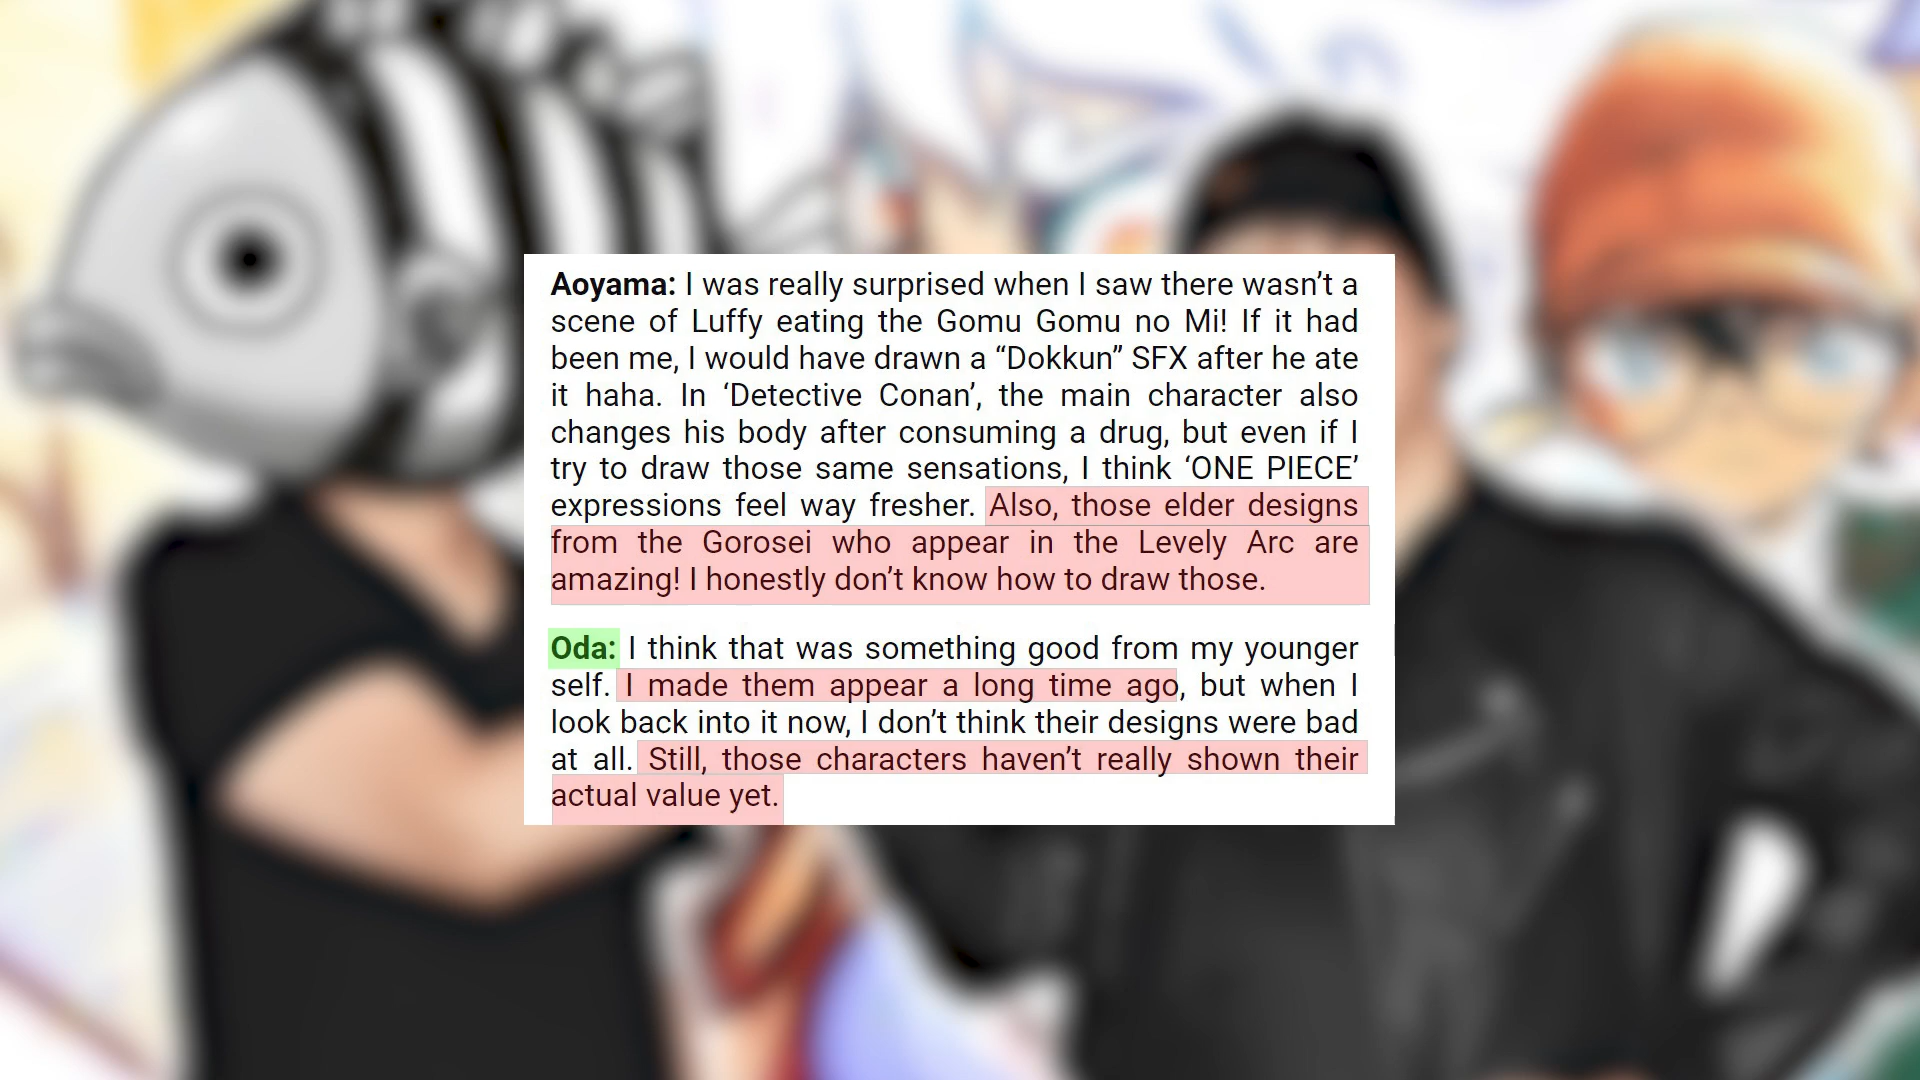 Aoyama: I was really surprised when I saw there wasn’t a
scene of Luffy eating the Gomu Gomu no Mi! If it had
been me, I would have drawn a “Dokkun” SFX after he ate
it haha. In ‘Detective Conan’, the main character also
changes his body after consuming a drug, but even if I
try to draw those same sensations, I think ‘ONE PIECE’
expressions feel way fresher. Also, those elder designs
from the Gorosei who appear in the Levely Arc are
amazing! I honestly don’t know how to draw those.
Oda: I think that was something good from my younger
self. I made them appear a long time ago, but when I
look back into it now, I don’t think their designs were bad
at all. Still, those characters haven’t really shown their
actual value yet.